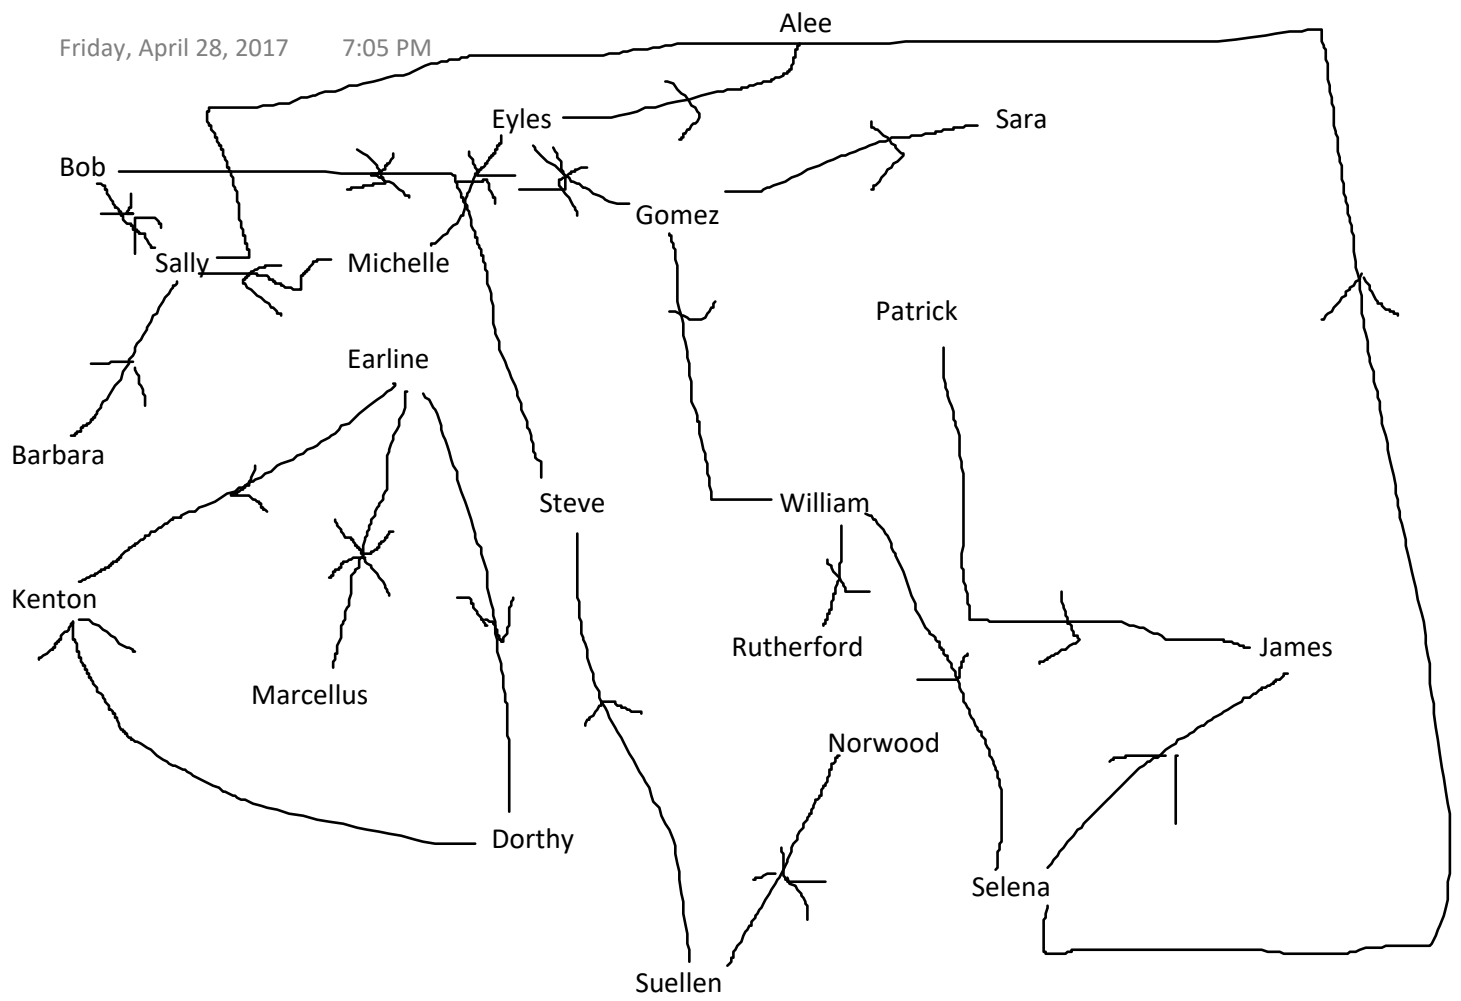 Alee
Friday, April 28, 2017 7:05 PM
Eyles
Sara
Bob
Gomez
Sally
Michelle
Patrick
Earline
Barbara
Steve
William
Kenton
Rutherford
James
Marcellus
Norwood
Dorthy
Selena
Suellen